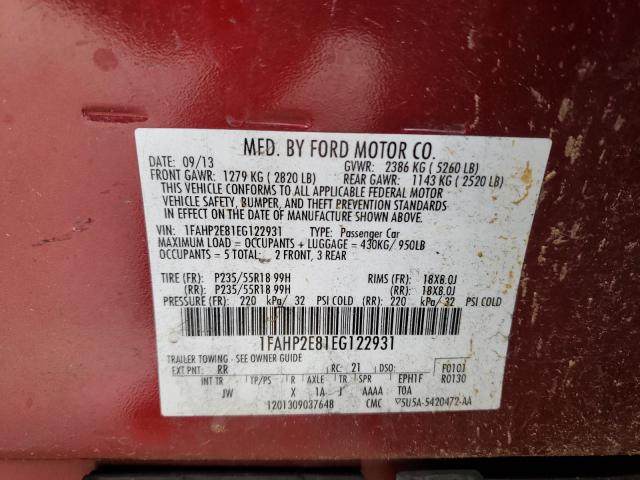 MFD. BY FORD MOTOR CO.
DATE: 09/13 GVWR: 2386 KG ( 5260 LB)
FRONT GAWR: 1279 KG ( 2820 LB) REAR GAWR: 1143 KG ( 2520 LB)
THIS VEHICLE CONFORMS TO ALL APPLICABLE FEDERAL MOTOR
VEHICLE SAFETY, BUMPER, AND THEFT PREVENTION STANDARDS
IN EFFECT ON THE DATE OF MANUFACTURE SHOWN ABOVE.
VIN: 1FAHP2E81EG122931 TYPE: Passenger Car
MAXIMUM LOAD = OCCUPANTS + LUGGAGE = 430KG/ 950LB
OCCUPANTS = 5 TOTAL: 2 FRONT, 3 REAR
TIRE (FR): P235/55R18 99H RIMS (FR): 18X8.0J
(RR): P235/55R18 99H (RR): 18X8.0J
PRESSURE (FR): 220 kPa/ 32 PSI COLD (RR): 220 kPa/ 32 PSI COLD
1FAHP2E81EG122931
TRAILER TOWING - SEE OWNER GUIDE
EXT PNT: RR RC: 21 DSO: F0101
INT TR TP/PS R AXLE TR SPR EPH1F R0130
JW X 1A J AAAA T0A
1201309037648 CMC ▽5U5A-5420472-AA